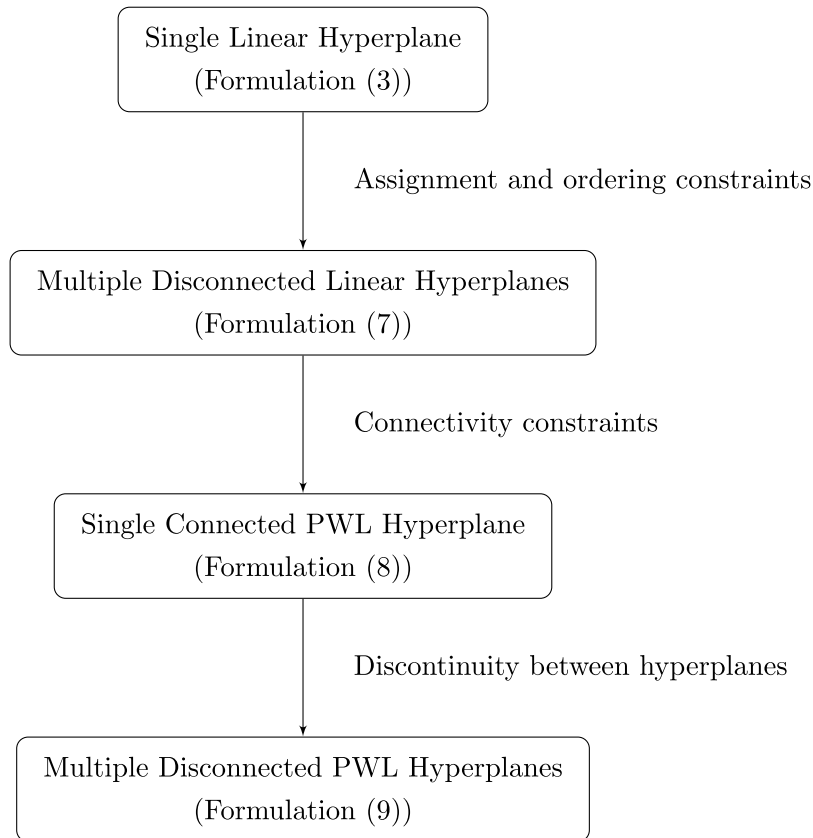 Single Linear Hyperplane
(Formulation (3))
Assignment and ordering constraints
Multiple Disconnected Linear Hyperplanes
(Formulation (7))
Connectivity constraints
Single Connected PWL Hyperplane
(Formulation (8))
Discontinuity between hyperplanes
Multiple Disconnected PWL Hyperplanes
(Formulation (9))